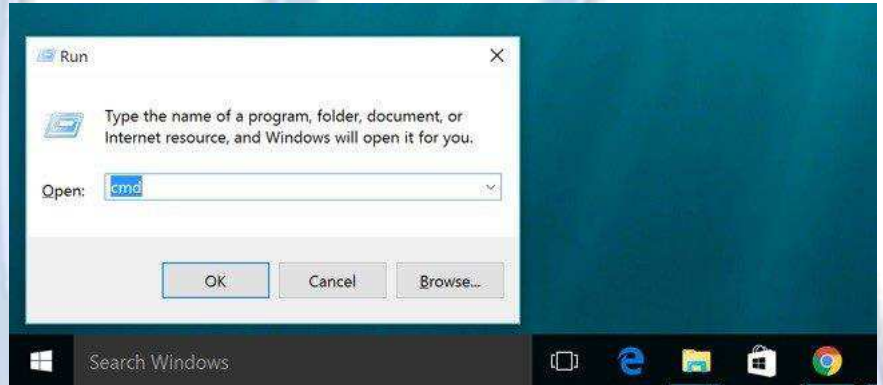 Run
Type the name of a program, folder, document, or
Internet resource, and Windows will open it for you.
Open:
cmd
OK
Cancel
Browse...
Search Windows